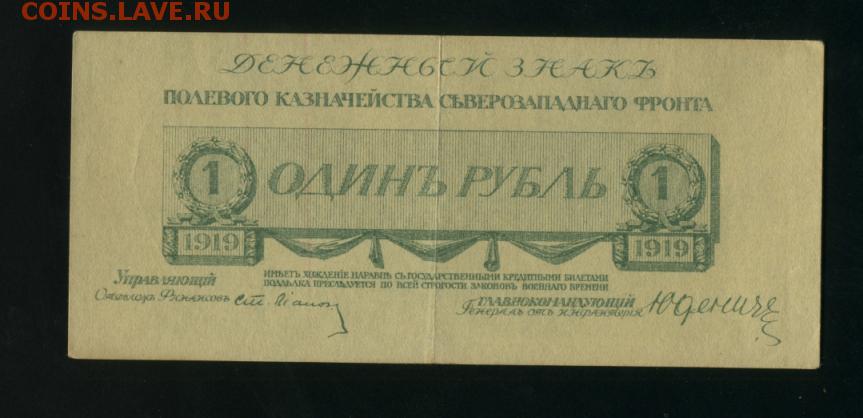 COINS.LAVE.RU
ДЕНЕЖНЫЙ ЗНАКЪ
ПОЛЕВОГО КАЗНАЧЕЙСТВА СѢВЕРОЗАПАДНАГО ФРОНТА
1 ОДИНЪ РУБЛЬ 1
1919 1919
ИМѢЕТЪ ХОЖДЕНІЕ НАРАВНѢ СЪ ГОСУДАРСТВЕННЫМИ КРЕДИТНЫМИ БИЛЕТАМИ
ПОДДѢЛКА ПРЕСЛѢДУЕТСЯ ПО ВСЕЙ СТРОГОСТИ ЗАКОНОВЪ ВОЕННАГО ВРЕМЕНИ
УПРАВЛЯЮЩІЙ
ГЛАВНОКОМАНДУЮЩІЙ
Генералъ отъ инфантеріи Юденичъ